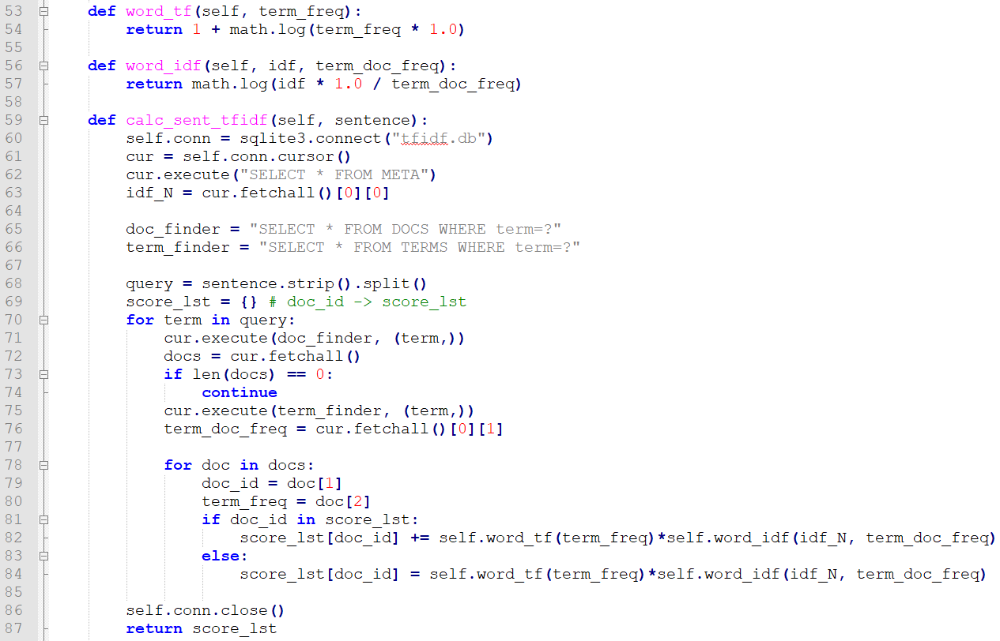 53 def word_tf(self, term_freq):
54 return 1 + math.log(term_freq * 1.0)
55
56 def word_idf(self, idf, term_doc_freq):
57 return math.log(idf * 1.0 / term_doc_freq)
58
59 def calc_sent_tfidf(self, sentence):
60 self.conn = sqlite3.connect("tfidf.db")
61 cur = self.conn.cursor()
62 cur.execute("SELECT * FROM META")
63 idf_N = cur.fetchall()[0][0]
64
65 doc_finder = "SELECT * FROM DOCS WHERE term=?"
66 term_finder = "SELECT * FROM TERMS WHERE term=?"
67
68 query = sentence.strip().split()
69 score_lst = {} # doc_id -> score_lst
70 for term in query:
71 cur.execute(doc_finder, (term,))
72 docs = cur.fetchall()
73 if len(docs) == 0:
74 continue
75 cur.execute(term_finder, (term,))
76 term_doc_freq = cur.fetchall()[0][1]
77
78 for doc in docs:
79 doc_id = doc[1]
80 term_freq = doc[2]
81 if doc_id in score_lst:
82 score_lst[doc_id] += self.word_tf(term_freq)*self.word_idf(idf_N, term_doc_freq)
83 else:
84 score_lst[doc_id] = self.word_tf(term_freq)*self.word_idf(idf_N, term_doc_freq)
85
86 self.conn.close()
87 return score_lst